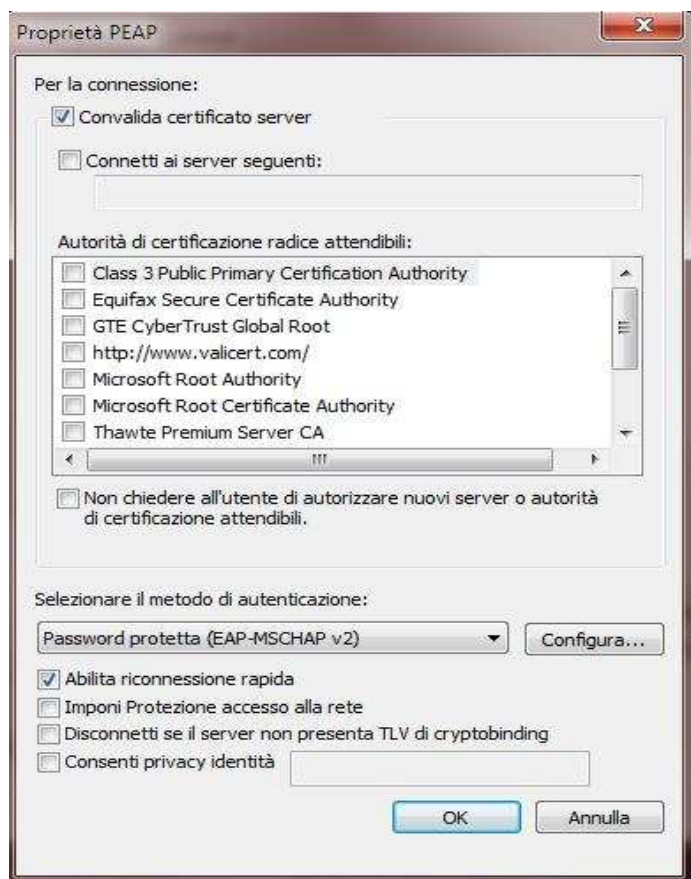 Proprietà PEAP
Per la connessione:
Convalida certificato server
Connetti ai server seguenti:
Autorità di certificazione radice attendibili:
Class 3 Public Primary Certification Authority
Equifax Secure Certificate Authority
GTE CyberTrust Global Root
http://www.valicert.com/
Microsoft Root Authority
Microsoft Root Certificate Authority
Thawte Premium Server CA
Non chiedere all'utente di autorizzare nuovi server o autorità
di certificazione attendibili.
Selezionare il metodo di autenticazione:
Password protetta (EAP-MSCHAP v2)
Configura...
Abilita riconnessione rapida
Imponi Protezione accesso alla rete
Disconnetti se il server non presenta TLV di cryptobinding
Consenti privacy identità
OK
Annulla